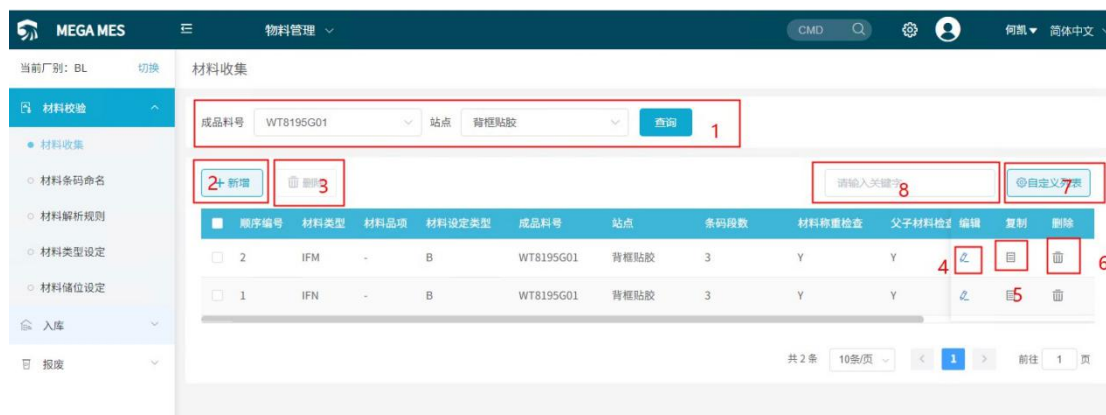 MEGA MES 物料管理 CMD 何凯 简体中文
当前厂别：BL 切换 材料收集
材料校验
成品料号 WT8195G01 站点 背框贴胶 查询 1
材料收集
材料条码命名
2 + 新增 3 删除 请输入关键字 8 自定义列表 7
材料解析规则
顺序编号 材料类型 材料品项 材料设定类型 成品料号 站点 条码段数 材料称重检查 父子材料检查 编辑 复制 删除
材料类型设定
2 IFM - B WT8195G01 背框贴胶 3 Y Y 4 6
材料储位设定
1 IFN - B WT8195G01 背框贴胶 3 Y Y 5
入库
报废
共 2 条 10条/页 < 1 > 前往 1 页